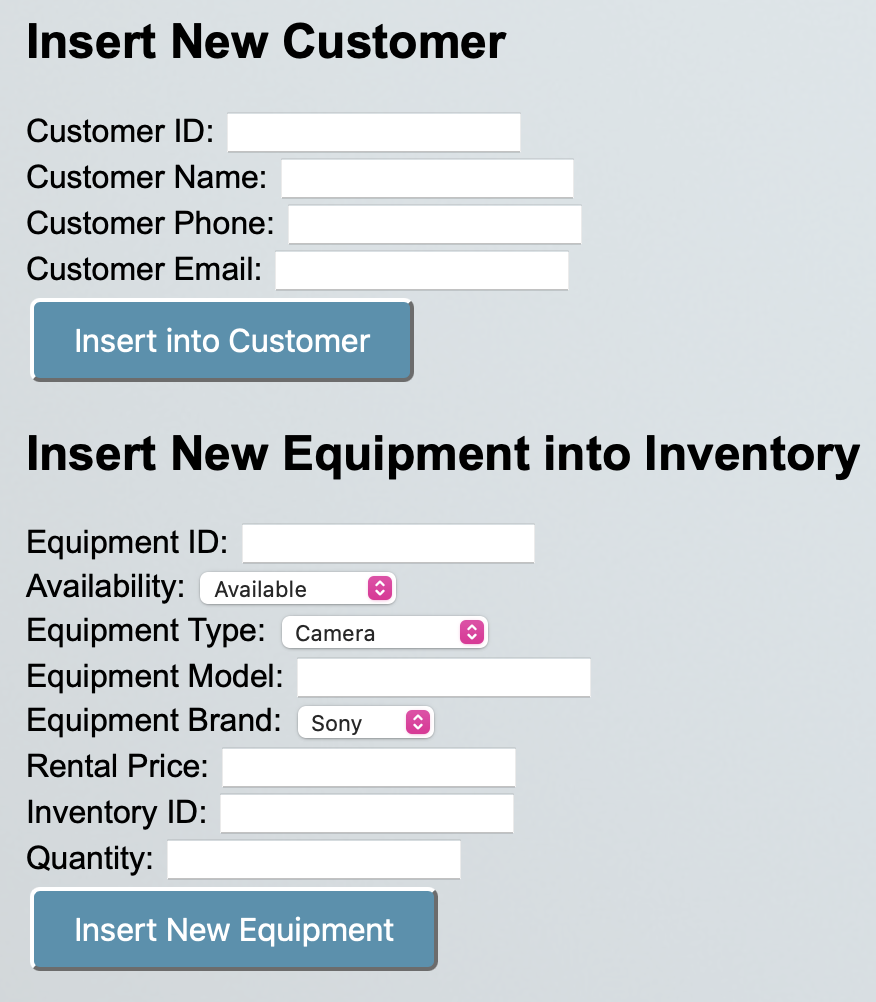 Insert New Customer
Customer ID:
Customer Name:
Customer Phone:
Customer Email:
Insert into Customer
Insert New Equipment into Inventory
Equipment ID:
Availability: Available
Equipment Type: Camera
Equipment Model:
Equipment Brand: Sony
Rental Price:
Inventory ID:
Quantity:
Insert New Equipment